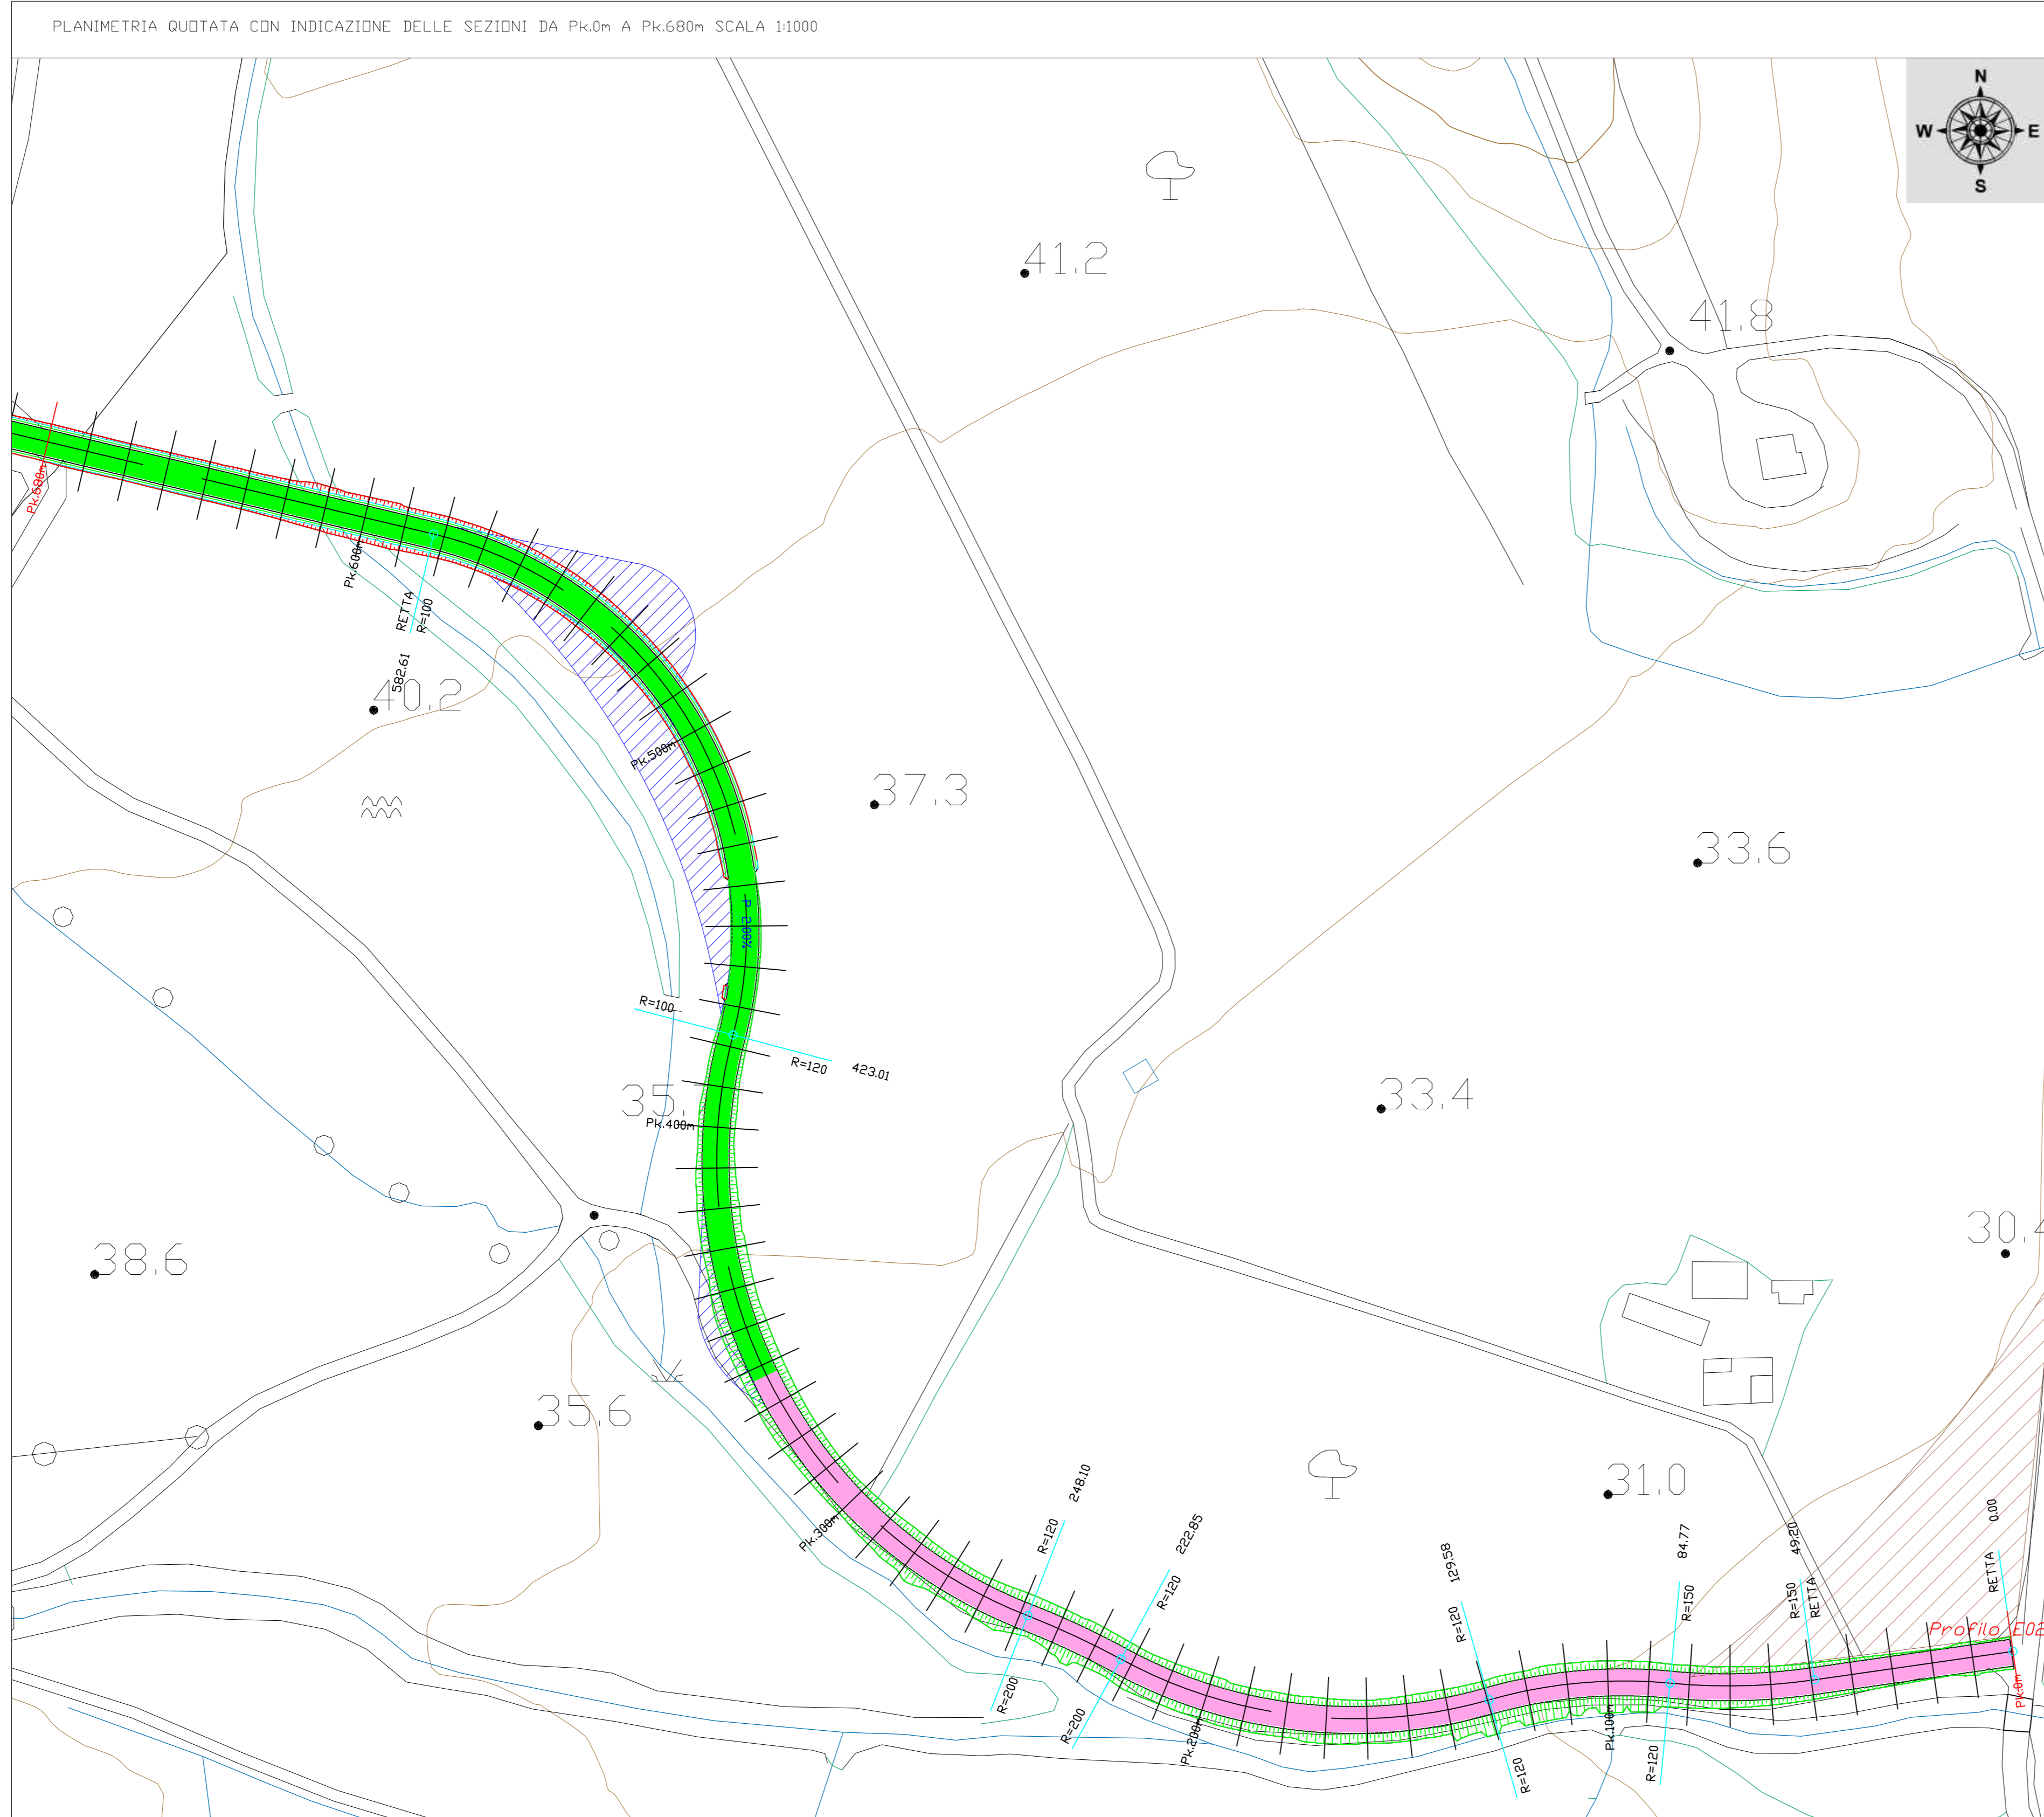 PLANIMETRIA QUOTATA CON INDICAZIONE DELLE SEZIONI DA Pk.0m A Pk.680m SCALA 1:1000
N
W E
S
41.2
41.8
Pk.680m
Pk.600m
RETTA
R=100
582.61
40.2
Pk.500m
37.3
33.6
P 2.00%
R=100
R=120
423.01
35.
Pk.400m
33.4
38.6
30.4
35.6
Pk.300m
31.0
248.10
R=120
R=200
222.85
R=120
R=200
Pk.200m
129.58
R=120
R=120
Pk.100m
84.77
R=150
R=120
49.20
R=150
RETTA
0.00
RETTA
Profilo E02
Pk.0m